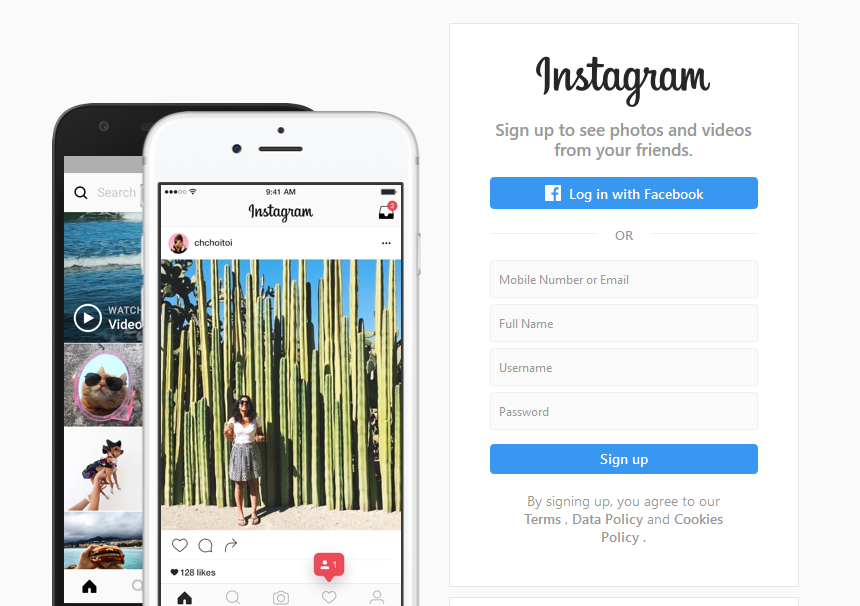 Search
WATCH
Video
9:41 AM
Instagram
2
chchoitoi
128 likes
1
Instagram
Sign up to see photos and videos
from your friends.
Log in with Facebook
OR
Mobile Number or Email
Full Name
Username
Password
Sign up
By signing up, you agree to our
Terms , Data Policy and Cookies
Policy .